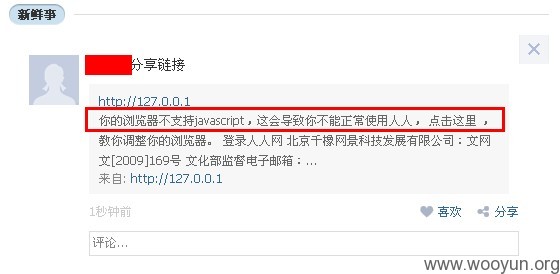 新鲜事
分享链接
http://127.0.0.1
你的浏览器不支持javascript，这会导致你不能正常使用人人，点击这里 ，
教你调整你的浏览器。 登录人人网 北京千橡网景科技发展有限公司：文网
文[2009]169号 文化部监督电子邮箱：...
来自: http://127.0.0.1
1秒钟前 喜欢 分享
评论...
www.wooyun.org